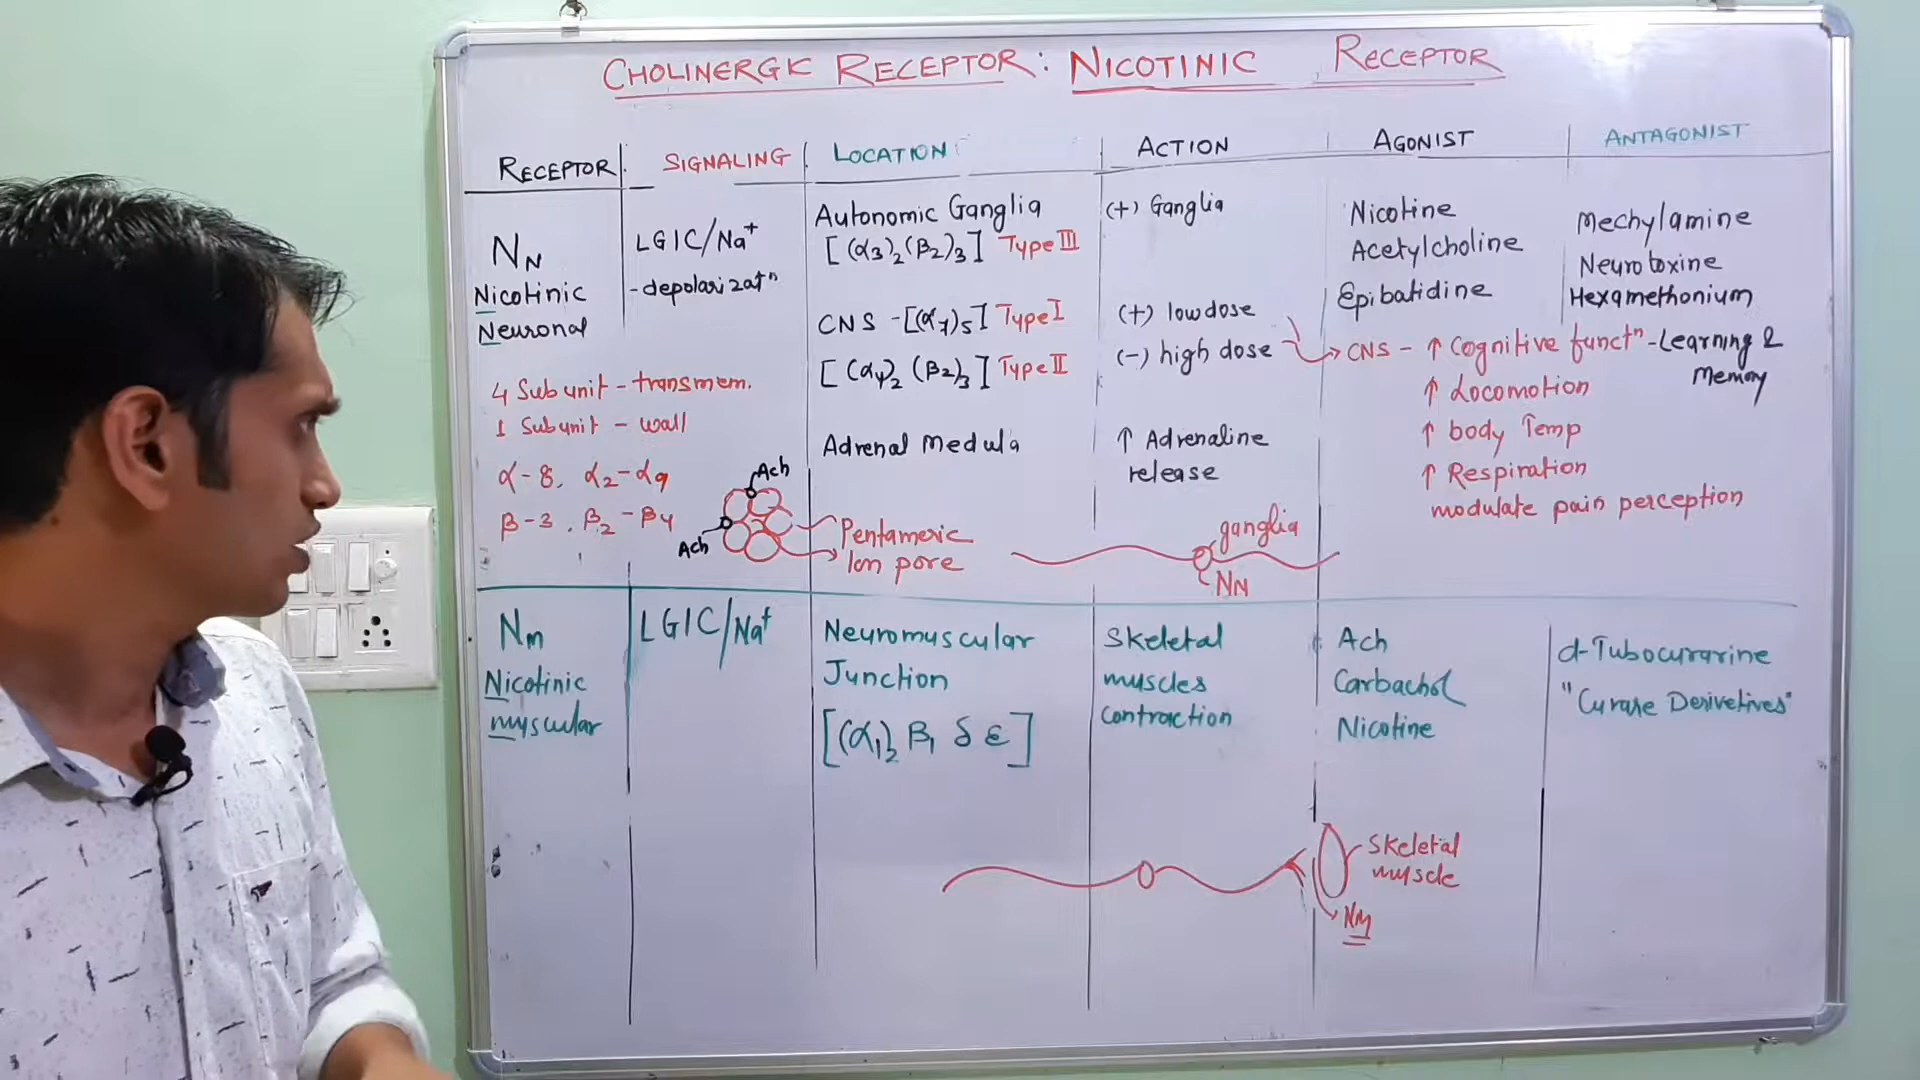 CHOLINERGIC RECEPTOR: NICOTINIC RECEPTOR
RECEPTOR
SIGNALING
LOCATION
ACTION
AGONIST
ANTAGONIST
NN
Nicotinic
Neuronal
LGIC/Na+
-depolarizatn
Autonomic Ganglia
[(α3)2(β2)3] Type III
CNS -[(α7)5] Type I
[(α4)2 (β2)3] Type II
Adrenal Medula
(+) Ganglia
(+) low dose
(-) high dose
↑ Adrenaline
release
Nicotine
Acetylcholine
Epibatidine
Mechylamine
Neurotoxine
Hexamethonium
CNS - ↑ Cognitive functn - Learning &
Memory
↑ Locomotion
↑ body Temp
↑ Respiration
modulate pain perception
4 Subunit - transmem.
1 Subunit - wall
α-8, α2-α9
β-3, β2-β4
Ach
Ach
Pentameric
Ion pore
ganglia
NN
Nm
Nicotinic
muscular
LGIC/Na+
Neuromuscular
Junction
[(α1)2 β1 δ ε]
Skeletal
muscles
contraction
Ach
Carbachol
Nicotine
d-Tubocurarine
"Curase Derivetives"
Skeletal
muscle
NM